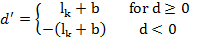 d′ = { l_k + b for d ≥ 0
−(l_k + b) d < 0